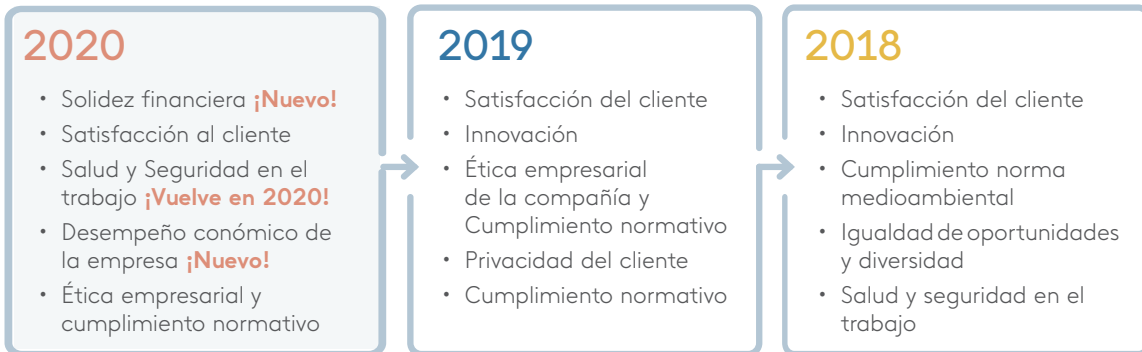 2020
• Solidez financiera ¡Nuevo!
• Satisfacción al cliente
• Salud y Seguridad en el
trabajo ¡Vuelve en 2020!
• Desempeño conómico de
la empresa ¡Nuevo!
• Ética empresarial y
cumplimiento normativo
2019
• Satisfacción del cliente
• Innovación
• Ética empresarial
de la compañía y
Cumplimiento normativo
• Privacidad del cliente
• Cumplimiento normativo
2018
• Satisfacción del cliente
• Innovación
• Cumplimiento norma
medioambiental
• Igualdad de oportunidades
y diversidad
• Salud y seguridad en el
trabajo